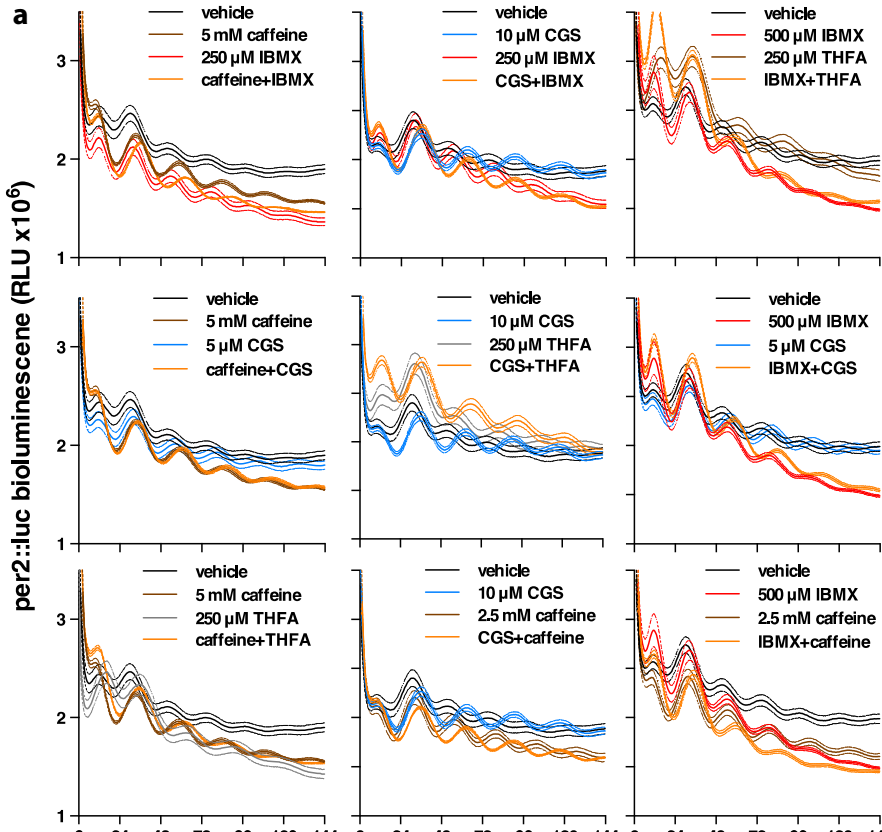 a
vehicle
5 mM caffeine
250 µM IBMX
caffeine+IBMX
vehicle
10 µM CGS
250 µM IBMX
CGS+IBMX
vehicle
500 µM IBMX
250 µM THFA
IBMX+THFA
3
2
1
per2::luc bioluminescene (RLU x10⁶)
vehicle
5 mM caffeine
5 µM CGS
caffeine+CGS
vehicle
10 µM CGS
250 µM THFA
CGS+THFA
vehicle
500 µM IBMX
5 µM CGS
IBMX+CGS
3
2
1
vehicle
5 mM caffeine
250 µM THFA
caffeine+THFA
vehicle
10 µM CGS
2.5 mM caffeine
CGS+caffeine
vehicle
500 µM IBMX
2.5 mM caffeine
IBMX+caffeine
3
2
1